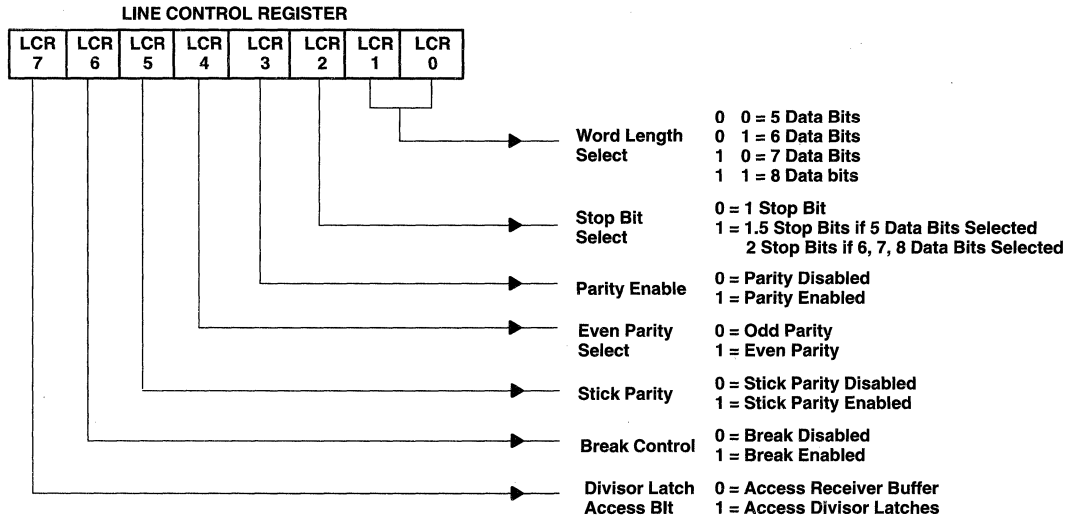 LINE CONTROL REGISTER
LCR 7 LCR 6 LCR 5 LCR 4 LCR 3 LCR 2 LCR 1 LCR 0
Word Length Select
0 0 = 5 Data Bits
0 1 = 6 Data Bits
1 0 = 7 Data Bits
1 1 = 8 Data bits
Stop Bit Select
0 = 1 Stop Bit
1 = 1.5 Stop Bits if 5 Data Bits Selected
2 Stop Bits if 6, 7, 8 Data Bits Selected
Parity Enable
0 = Parity Disabled
1 = Parity Enabled
Even Parity Select
0 = Odd Parity
1 = Even Parity
Stick Parity
0 = Stick Parity Disabled
1 = Stick Parity Enabled
Break Control
0 = Break Disabled
1 = Break Enabled
Divisor Latch Access BIt
0 = Access Receiver Buffer
1 = Access Divisor Latches